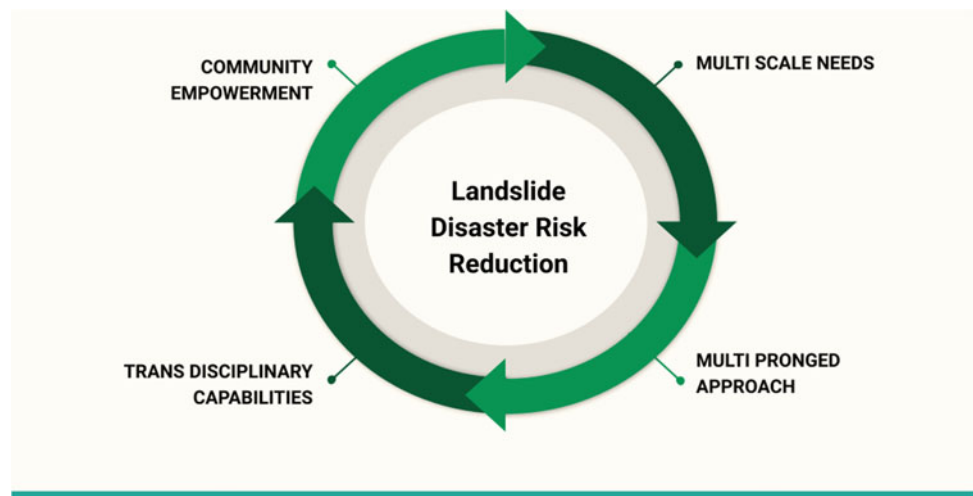 COMMUNITY
EMPOWERMENT
MULTI SCALE NEEDS
Landslide
Disaster Risk
Reduction
TRANS DISCIPLINARY
CAPABILITIES
MULTI PRONGED
APPROACH